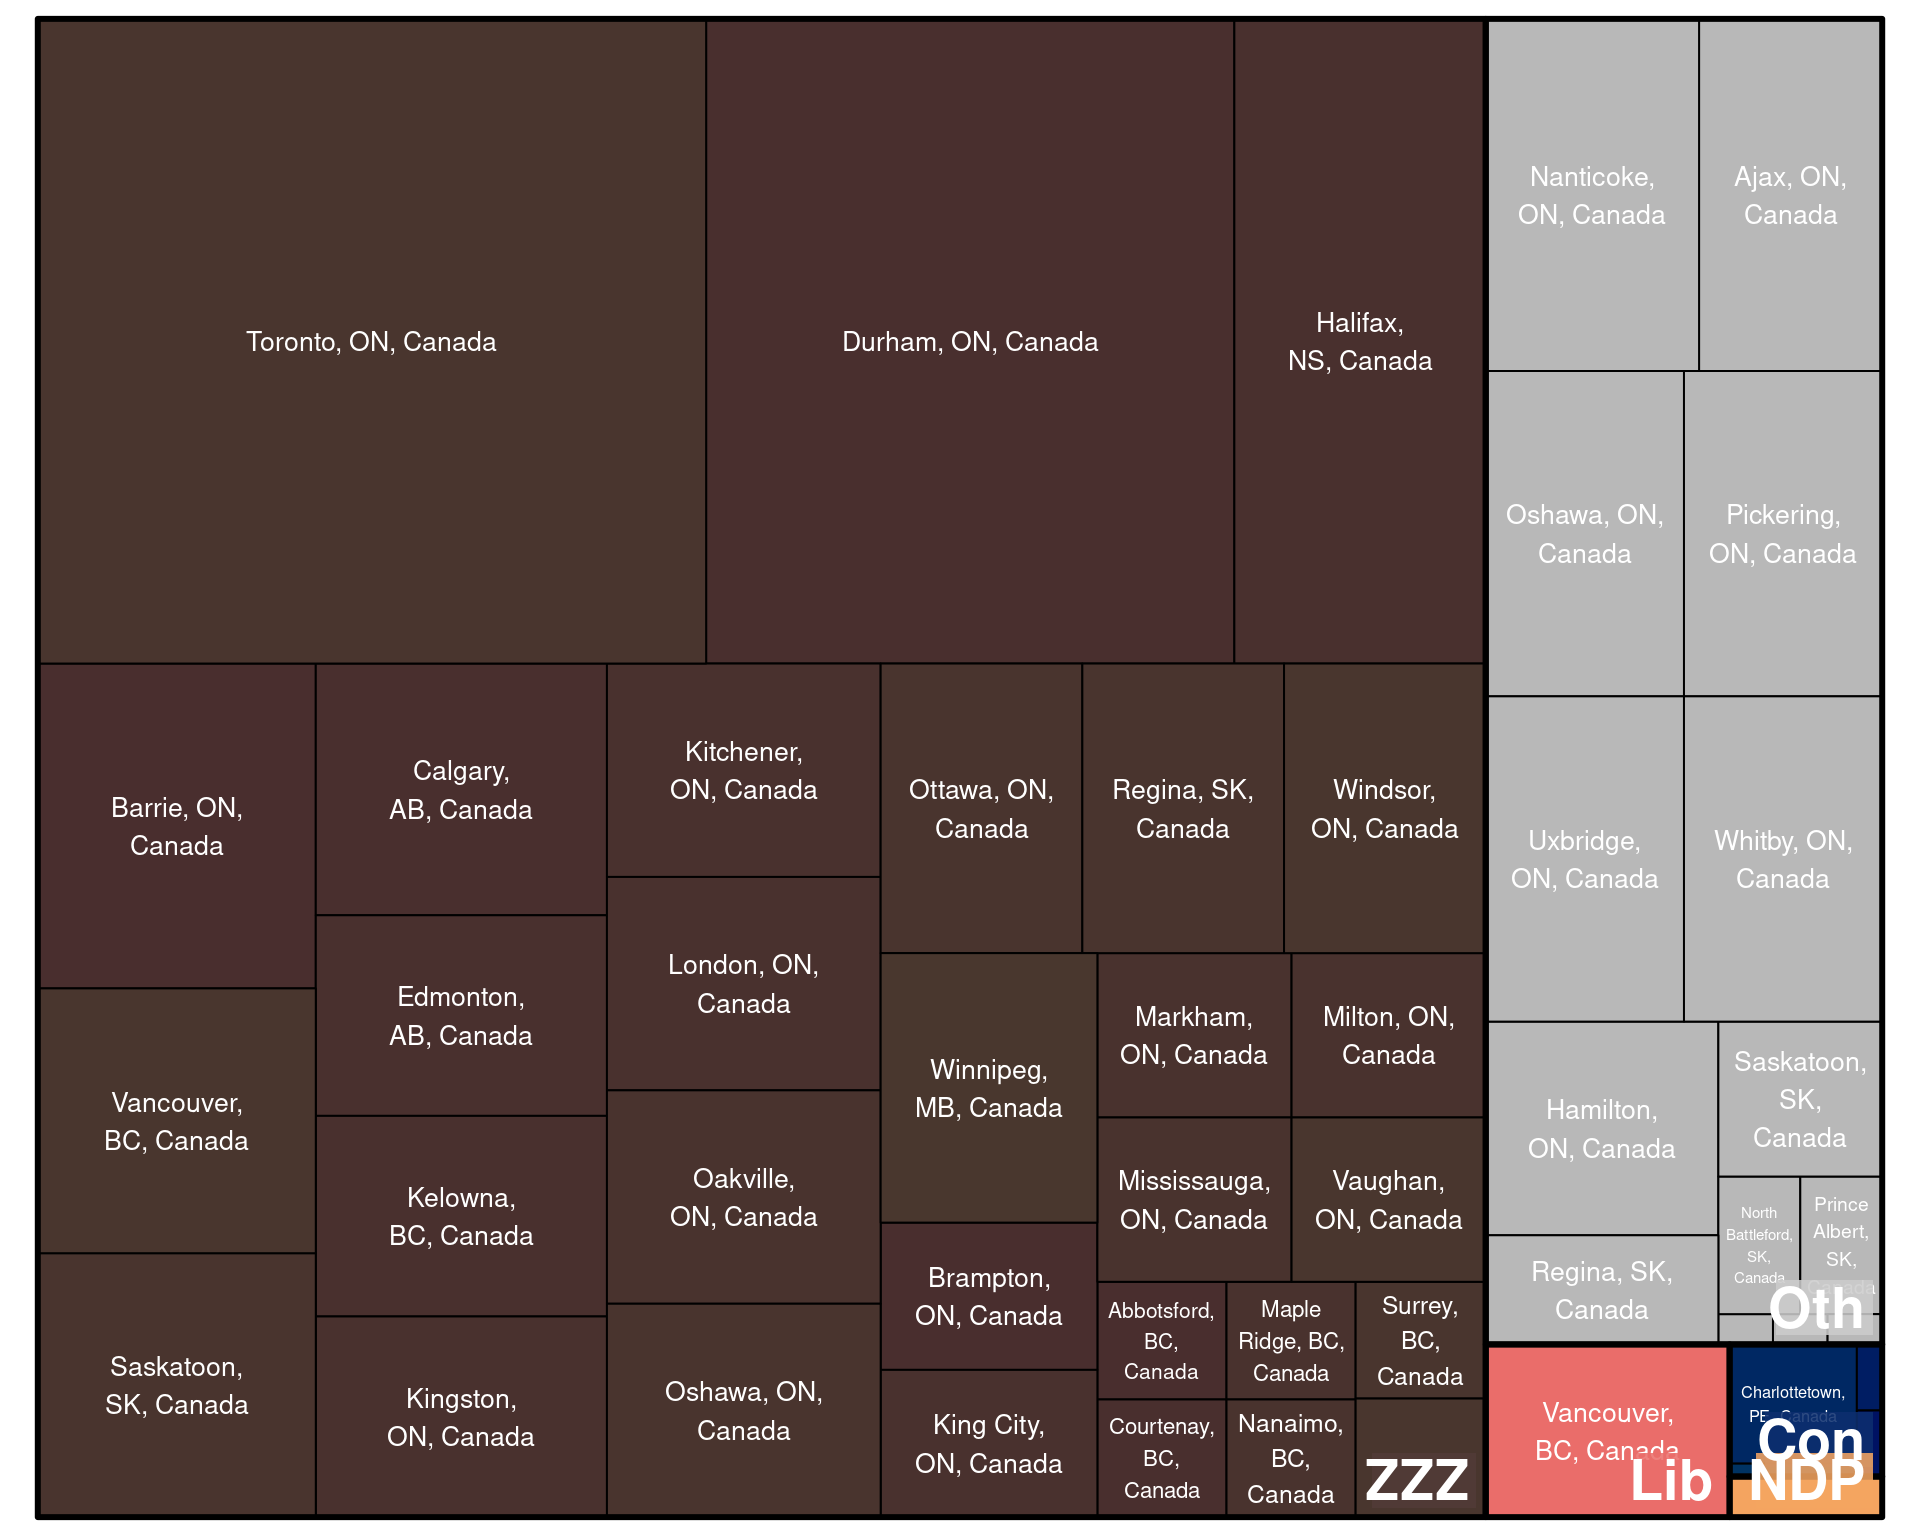 Toronto, ON, Canada
Durham, ON, Canada
Halifax,
NS, Canada
Barrie, ON,
Canada
Vancouver,
BC, Canada
Saskatoon,
SK, Canada
Calgary,
AB, Canada
Edmonton,
AB, Canada
Kelowna,
BC, Canada
Kingston,
ON, Canada
Kitchener,
ON, Canada
London, ON,
Canada
Oakville,
ON, Canada
Oshawa, ON,
Canada
Ottawa, ON,
Canada
Regina, SK,
Canada
Windsor,
ON, Canada
Winnipeg,
MB, Canada
Brampton,
ON, Canada
King City,
ON, Canada
Markham,
ON, Canada
Milton, ON,
Canada
Mississauga,
ON, Canada
Vaughan,
ON, Canada
Abbotsford,
BC,
Canada
Maple
Ridge, BC,
Canada
Surrey,
BC,
Canada
Courtenay,
BC,
Canada
Nanaimo,
BC,
Canada
ZZZ
Nanticoke,
ON, Canada
Ajax, ON,
Canada
Oshawa, ON,
Canada
Pickering,
ON, Canada
Uxbridge,
ON, Canada
Whitby, ON,
Canada
Hamilton,
ON, Canada
Regina, SK,
Canada
Saskatoon,
SK,
Canada
North
Battleford,
SK,
Canada
Prince
Albert,
SK,
Canada
Oth
Vancouver,
BC, Canada
Lib
Charlottetown,
PE, Canada
Con
NDP